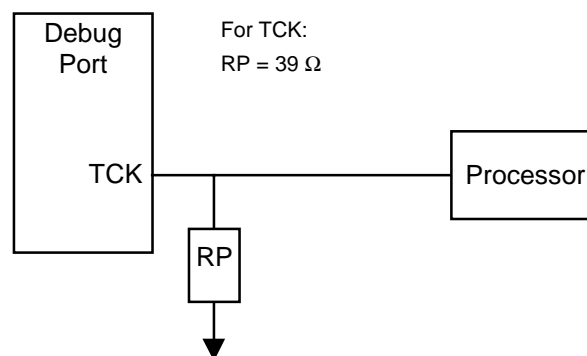 Debug
Port
For TCK:
RP = 39 Ω
TCK
Processor
RP